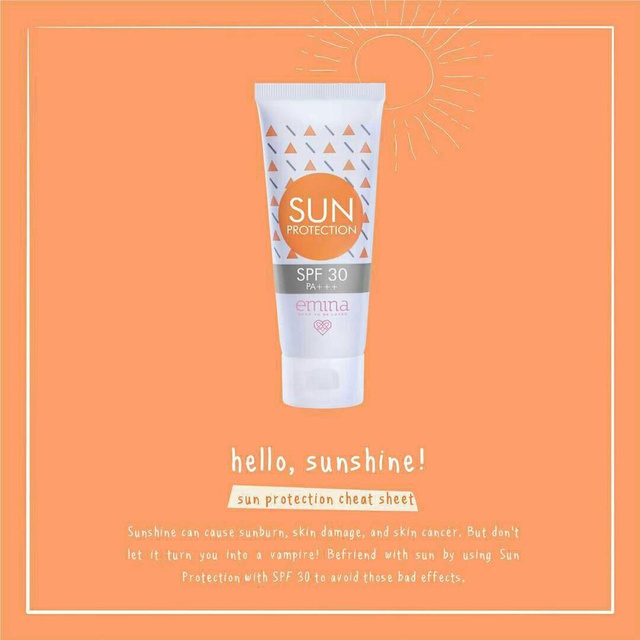 SUN
PROTECTION
SPF 30
PA+++
emina
hello, sunshine!
sun protection cheat sheet
Sunshine can cause sunburn, skin damage, and skin cancer. But don't
let it turn you into a vampire! Befriend with sun by using Sun
Protection with SPF 30 to avoid those bad effects.